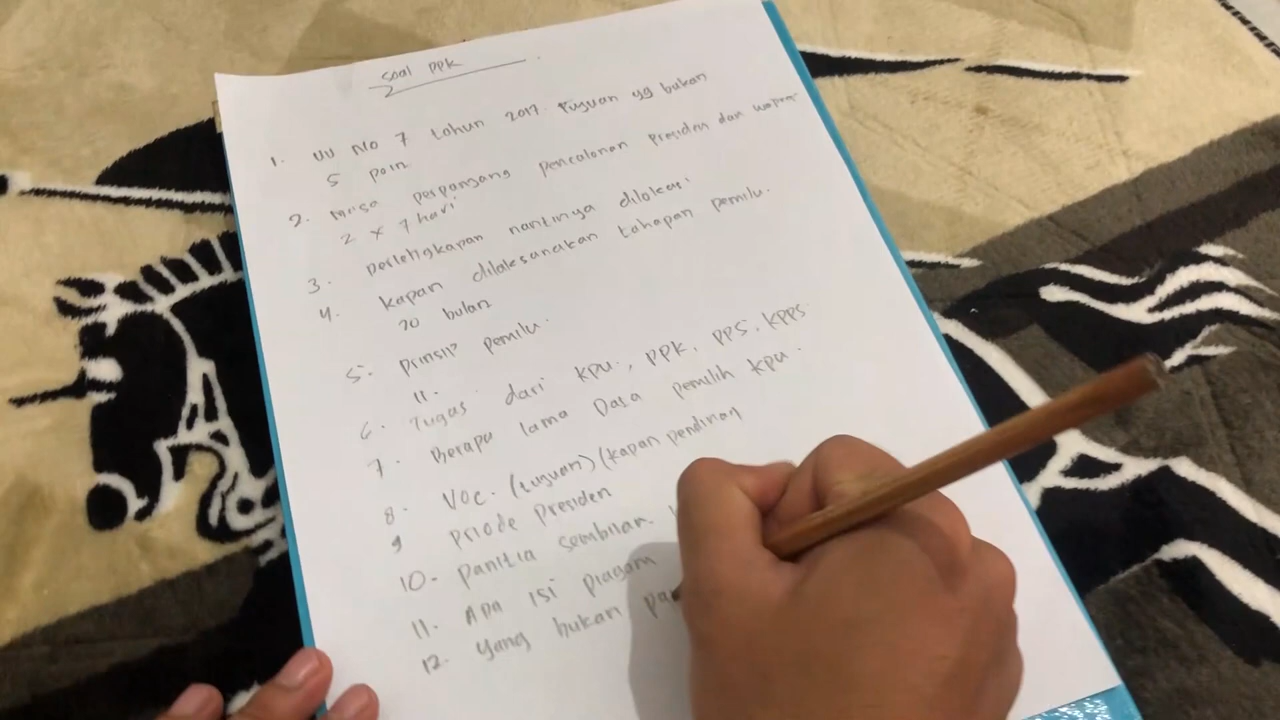 Soal PPK
1. UU NO 7 tahun 2017 tujuan yg bukan
5 poin
2. masa perpanjang pencalonan Presiden dan wapres
2 x 7 hari
3. perlengkapan nantinya dilokasi
4. kapan dilaksanakan tahapan pemilu.
20 bulan
5. prinsip pemilu.
11.
6. Tugas dari KPU, PPK, PPS, KPPS
7. Berapa lama Data pemilih KPU.
8. VOC. (tujuan) (kapan pendirian
9 priode presiden
10. panitia sembilan.
11. Apa isi piagam
12. Yang bukan